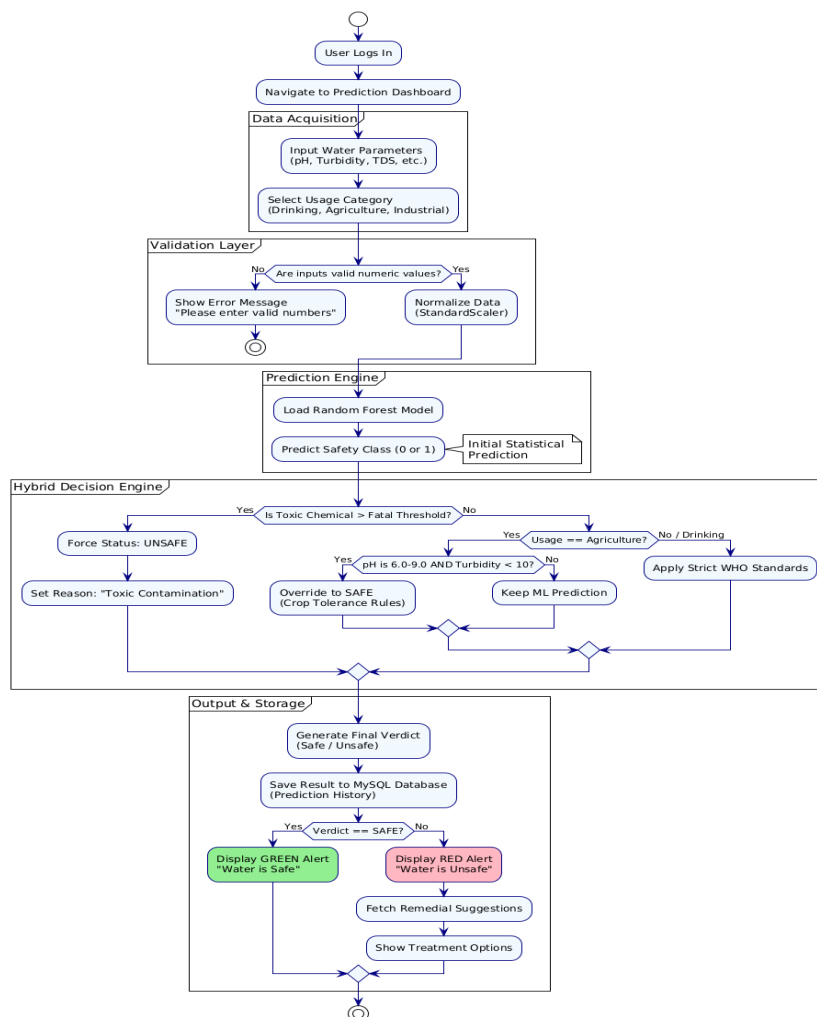 User Logs In
Navigate to Prediction Dashboard
Data Acquisition
Input Water Parameters
(pH, Turbidity, TDS, etc.)
Select Usage Category
(Drinking, Agriculture, Industrial)
Validation Layer
No
Are inputs valid numeric values?
Yes
Show Error Message
"Please enter valid numbers"
Normalize Data
(StandardScaler)
Prediction Engine
Load Random Forest Model
Predict Safety Class (0 or 1)
Initial Statistical
Prediction
Hybrid Decision Engine
Yes
Is Toxic Chemical > Fatal Threshold?
No
Force Status: UNSAFE
Set Reason: "Toxic Contamination"
Yes
Usage == Agriculture?
No / Drinking
Yes
pH is 6.0-9.0 AND Turbidity < 10?
No
Apply Strict WHO Standards
Override to SAFE
(Crop Tolerance Rules)
Keep ML Prediction
Output & Storage
Generate Final Verdict
(Safe / Unsafe)
Save Result to MySQL Database
(Prediction History)
Yes
Verdict == SAFE?
No
Display GREEN Alert
"Water is Safe"
Display RED Alert
"Water is Unsafe"
Fetch Remedial Suggestions
Show Treatment Options